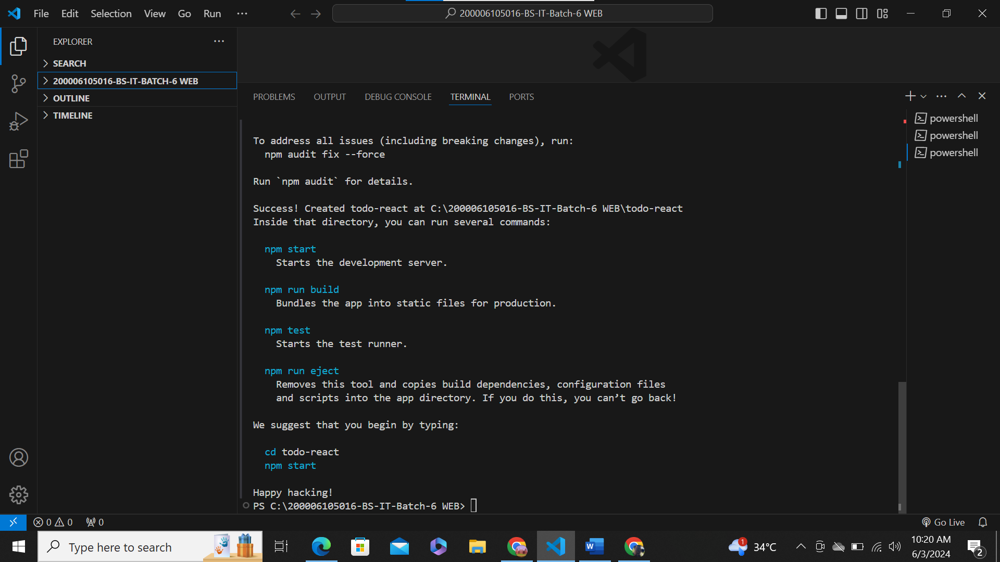 File Edit Selection View Go Run ···
200006105016-BS-IT-Batch-6 WEB
EXPLORER
SEARCH
200006105016-BS-IT-BATCH-6 WEB
OUTLINE
TIMELINE
PROBLEMS OUTPUT DEBUG CONSOLE TERMINAL PORTS
powershell
powershell
powershell
To address all issues (including breaking changes), run:
npm audit fix --force
Run `npm audit` for details.
Success! Created todo-react at C:\200006105016-BS-IT-Batch-6 WEB\todo-react
Inside that directory, you can run several commands:
npm start
Starts the development server.
npm run build
Bundles the app into static files for production.
npm test
Starts the test runner.
npm run eject
Removes this tool and copies build dependencies, configuration files
and scripts into the app directory. If you do this, you can’t go back!
We suggest that you begin by typing:
cd todo-react
npm start
Happy hacking!
PS C:\200006105016-BS-IT-Batch-6 WEB>
0 0 0
Go Live
Type here to search
W
1
34°C
10:20 AM
6/3/2024
2